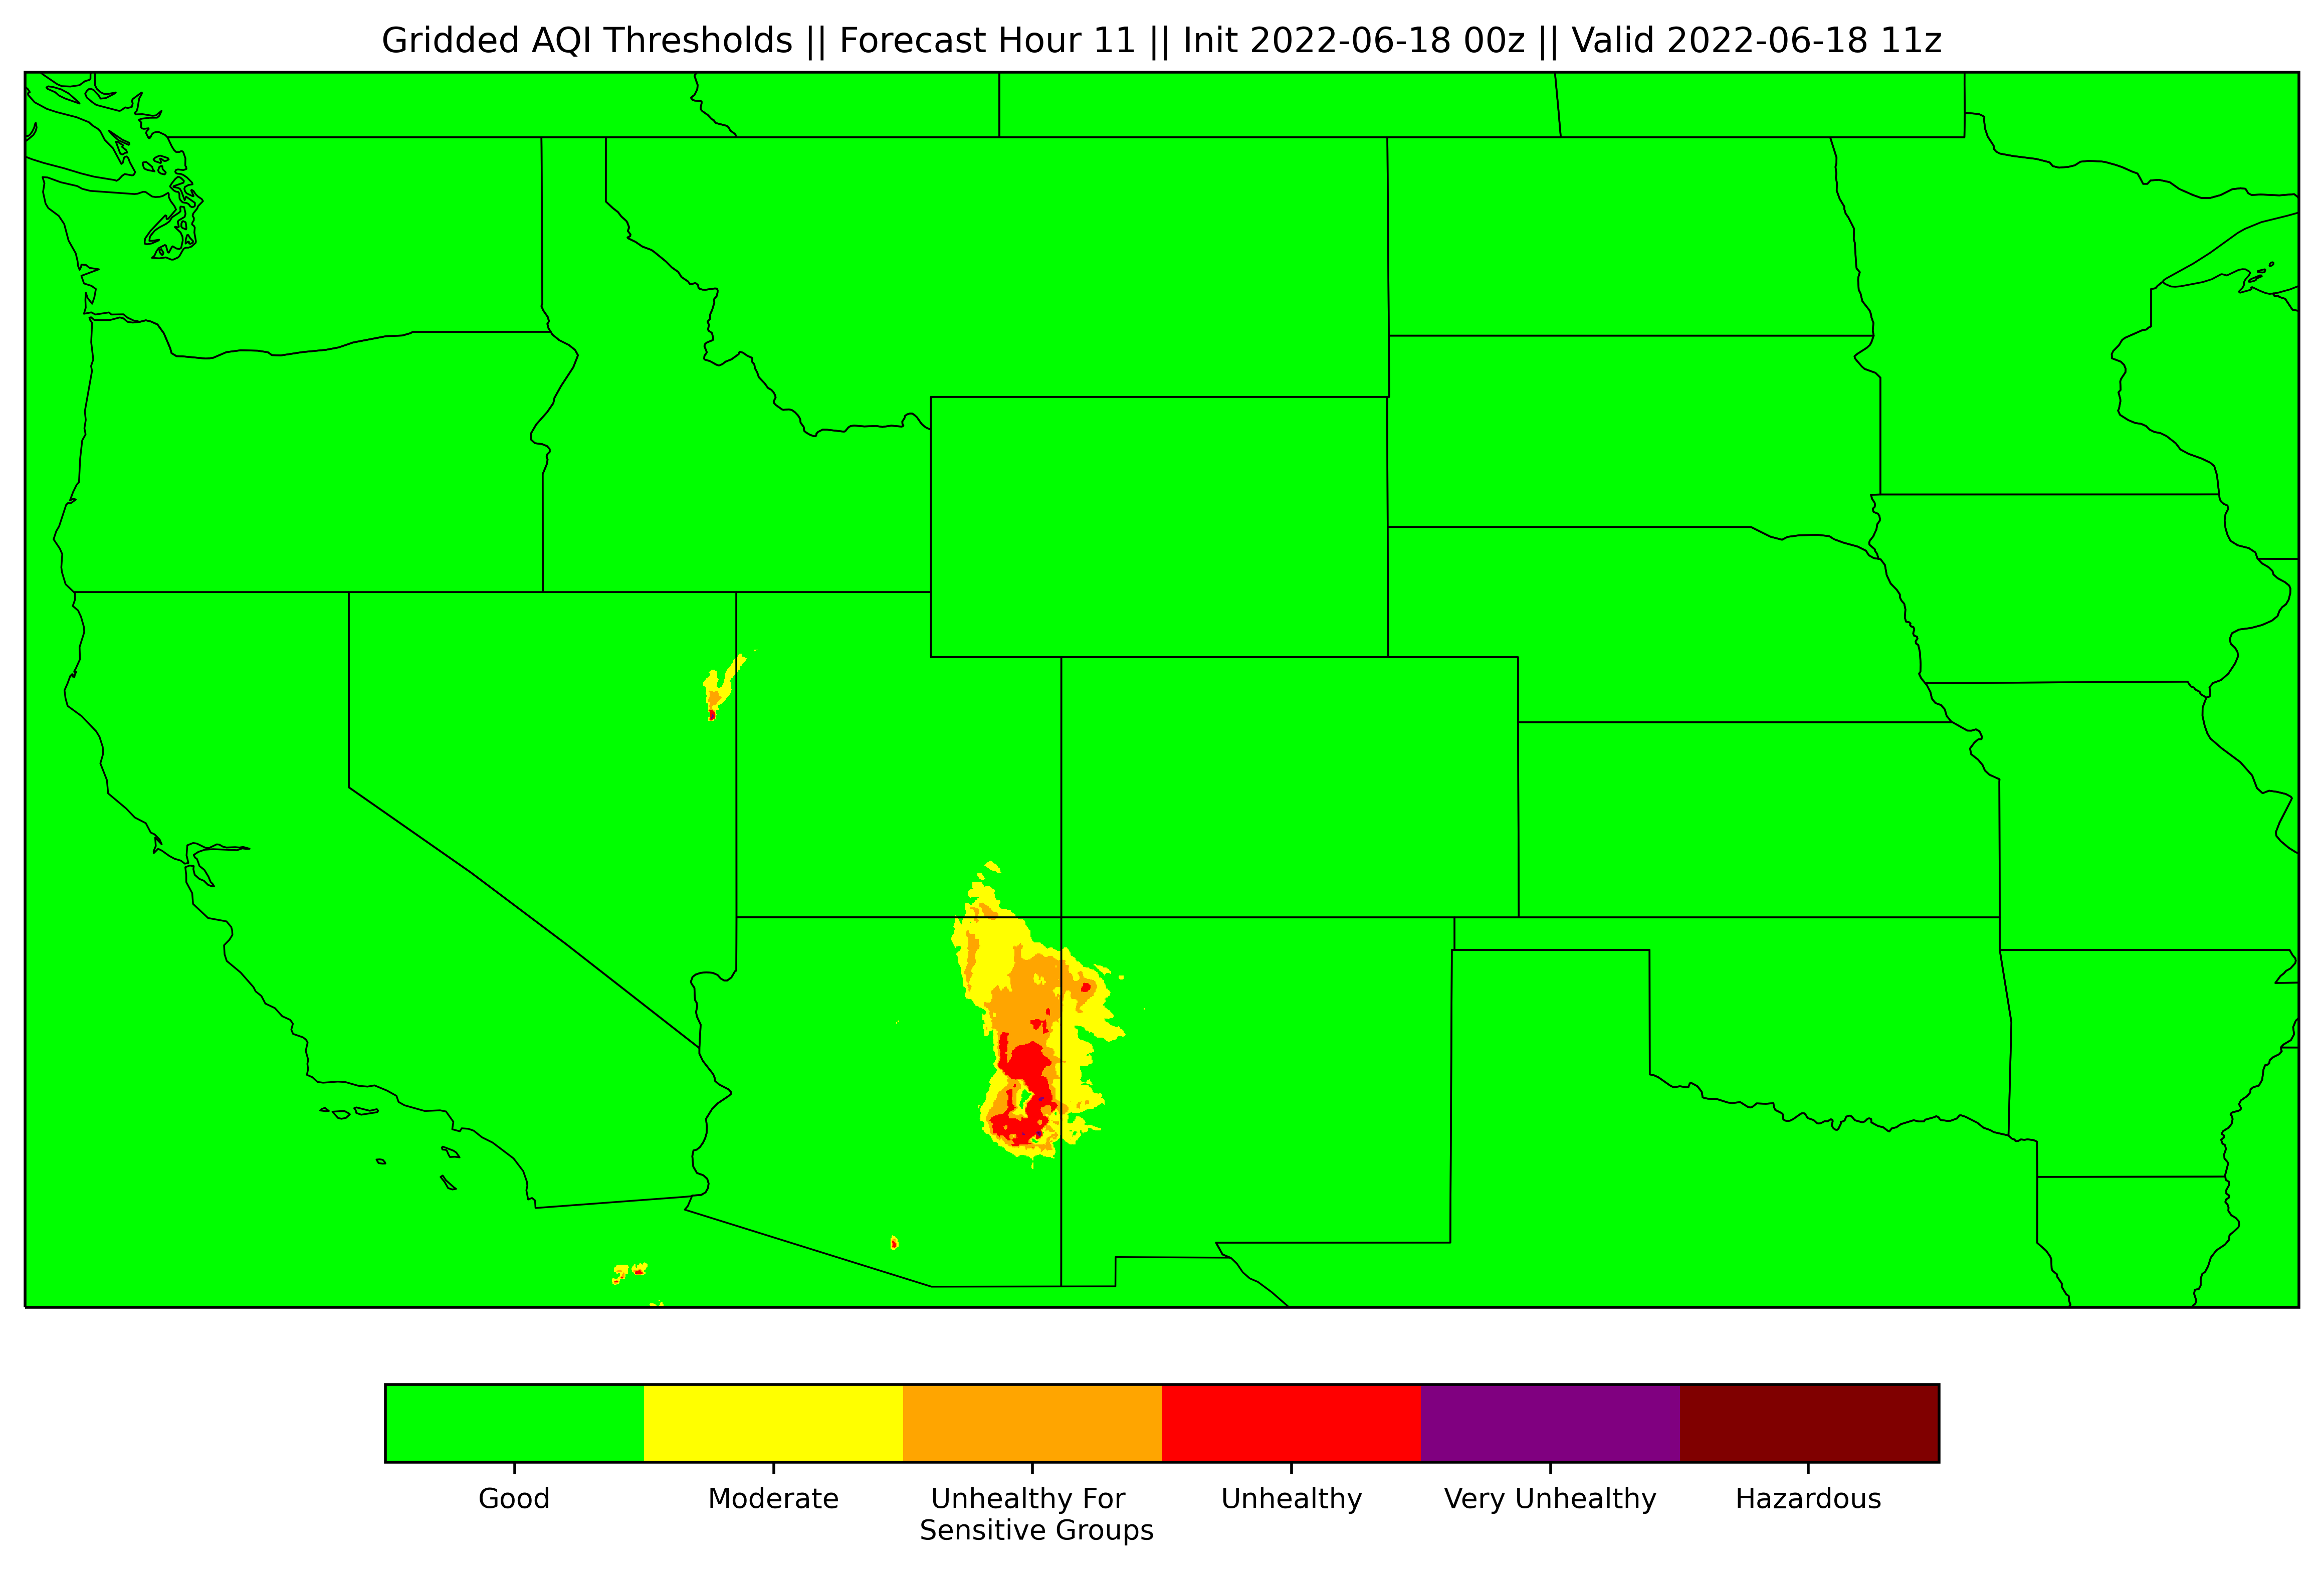 Gridded AQI Thresholds || Forecast Hour 11 || Init 2022-06-18 00z || Valid 2022-06-18 11z
Good
Moderate
Unhealthy For
Sensitive Groups
Unhealthy
Very Unhealthy
Hazardous